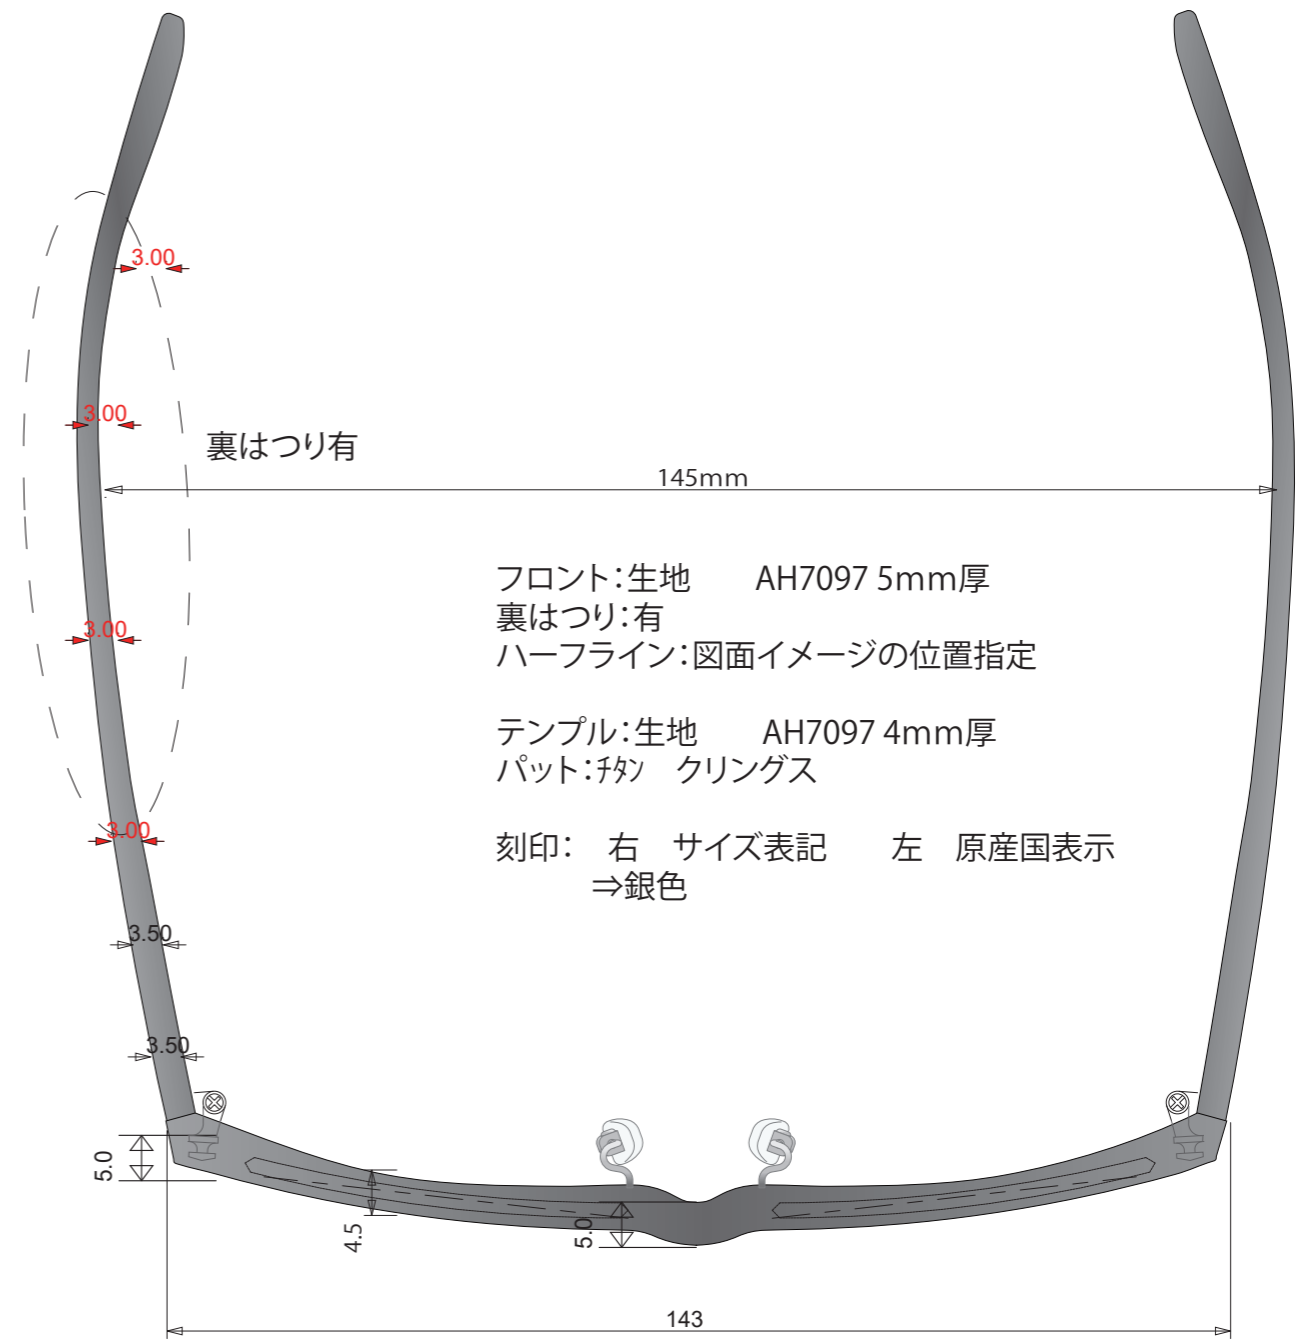 3.00
3.00
裏はつり有
145mm
フロント：生地　　AH7097 5mm厚
裏はつり：有
ハーフライン：図面イメージの位置指定
3.00
テンプル：生地　　AH7097 4mm厚
パット：ﾁﾀﾝ　クリングス
3.00
刻印：　右　サイズ表記　　左　原産国表示
⇒銀色
3.50
3.50
5.0
4.5
5.0
143